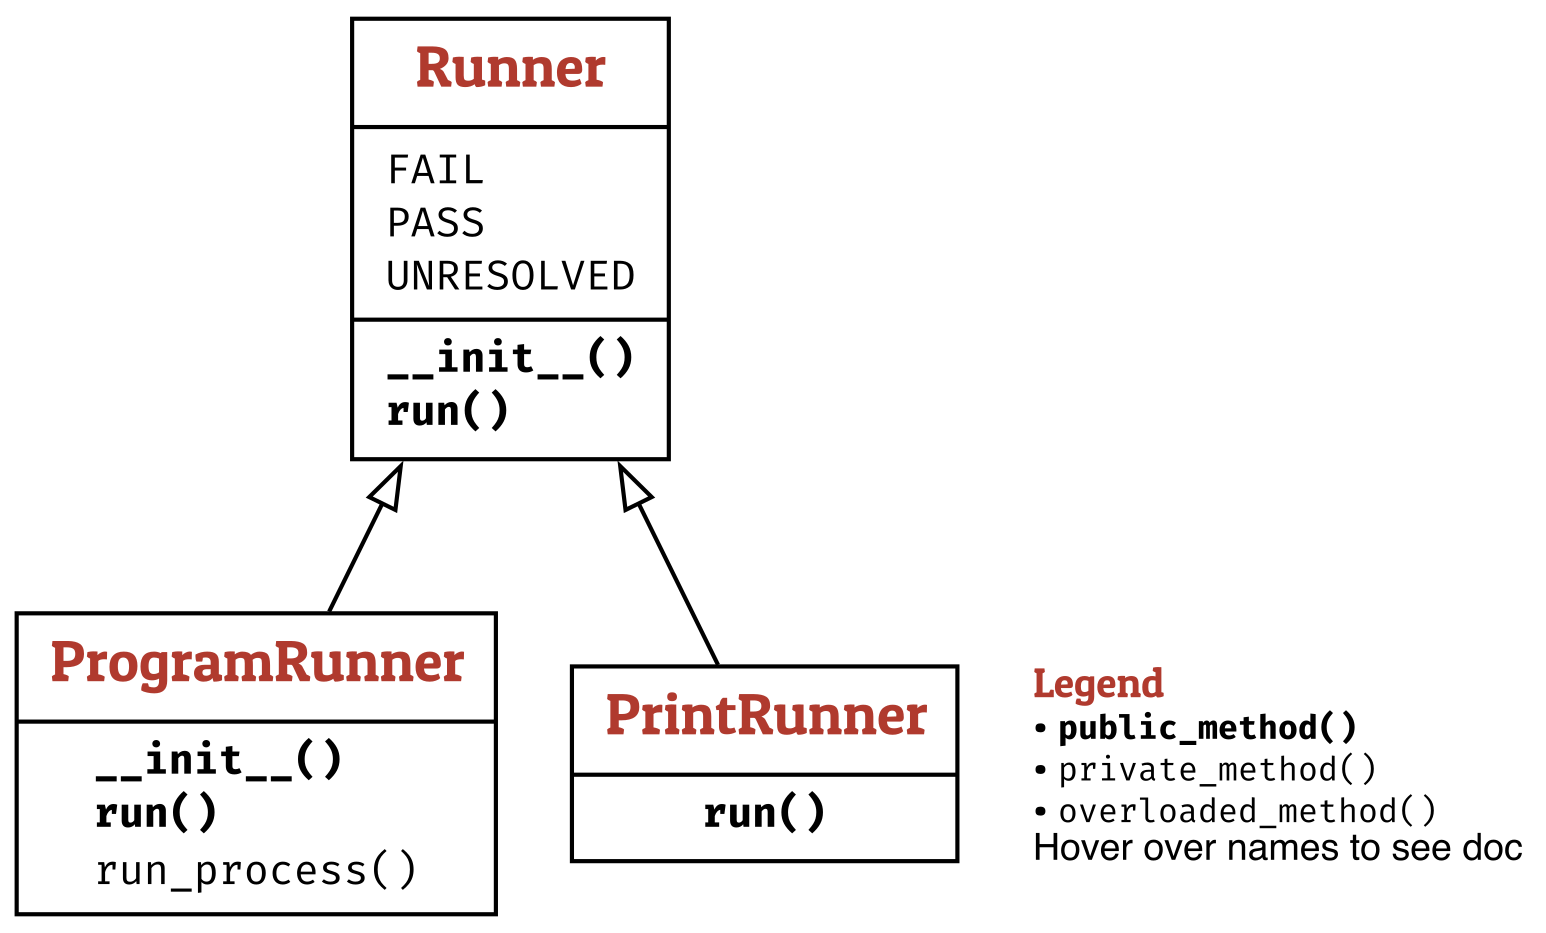 Runner
FAIL
PASS
UNRESOLVED
__init__()
run()
ProgramRunner
__init__()
run()
run_process()
PrintRunner
run()
Legend
• public_method()
• private_method()
• overloaded_method()
Hover over names to see doc